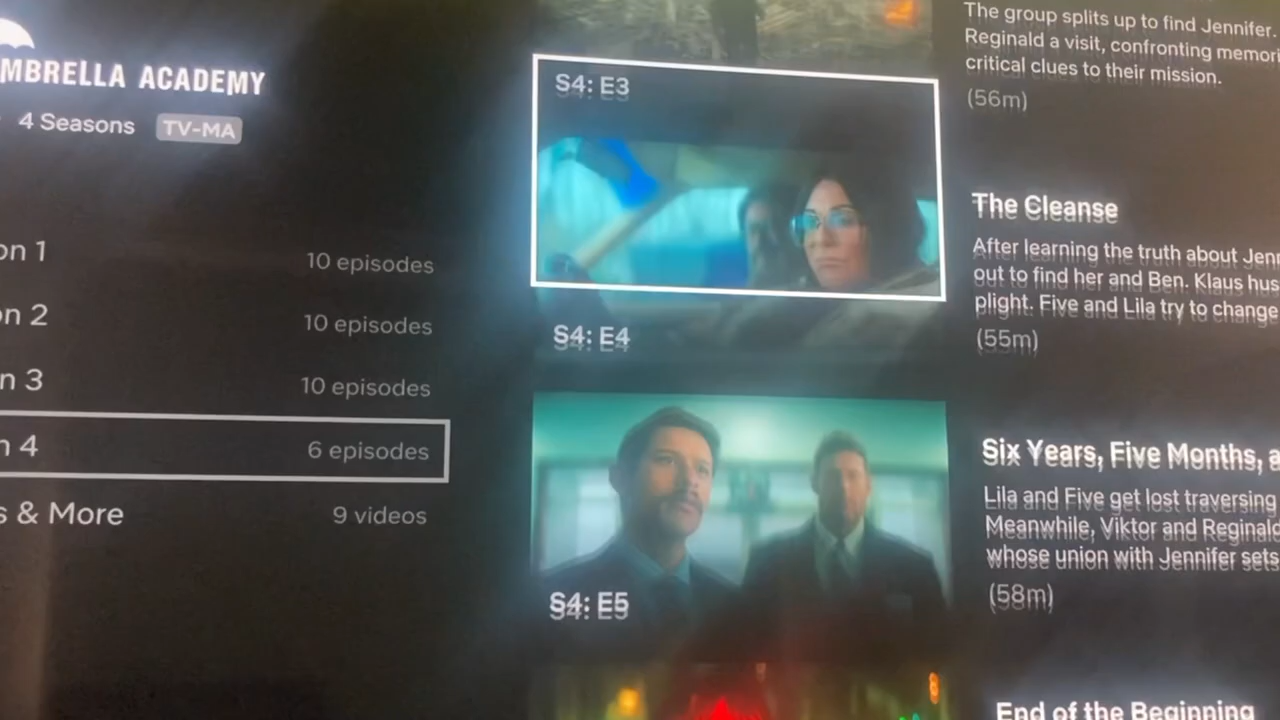 MBRELLA ACADEMY
4 Seasons TV-MA
on 1 10 episodes
on 2 10 episodes
n 3 10 episodes
n 4 6 episodes
s & More 9 videos
S4: E3
The group splits up to find Jennifer.
Reginald a visit, confronting memori
critical clues to their mission.
(56m)
S4: E4
The Cleanse
After learning the truth about Jenn
out to find her and Ben. Klaus hus
plight. Five and Lila try to change
(55m)
S4: E5
Six Years, Five Months, a
Lila and Five get lost traversing
Meanwhile, Viktor and Reginald
whose union with Jennifer sets
(58m)
End of the Beginning